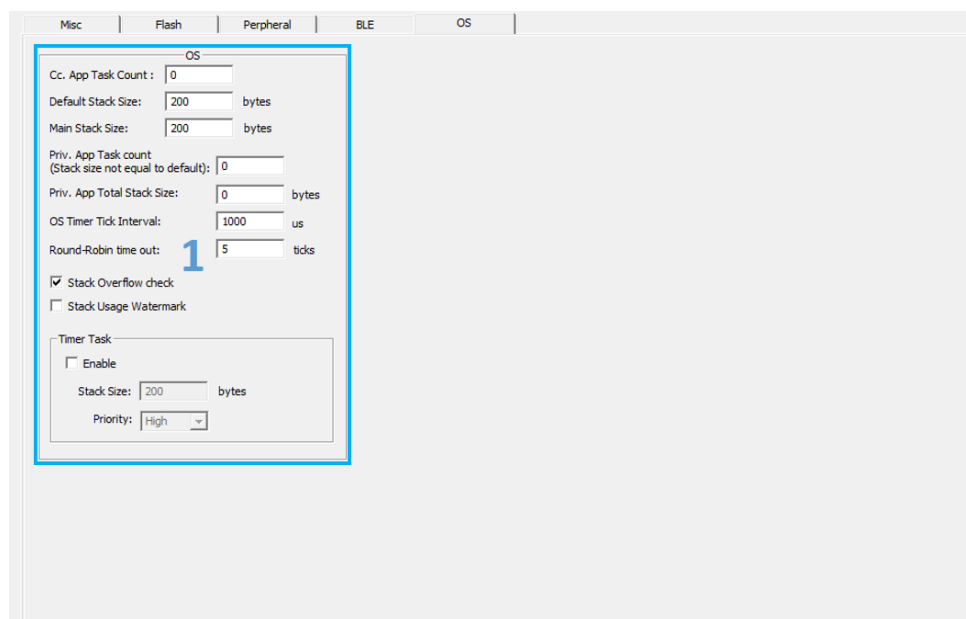 Misc Flash Perpheral BLE OS
OS
Cc. App Task Count : 0
Default Stack Size: 200 bytes
Main Stack Size: 200 bytes
Priv. App Task count
(Stack size not equal to default): 0
Priv. App Total Stack Size: 0 bytes
OS Timer Tick Interval: 1000 us
Round-Robin time out: 1 5 ticks
Stack Overflow check
Stack Usage Watermark
Timer Task
Enable
Stack Size: 200 bytes
Priority: High